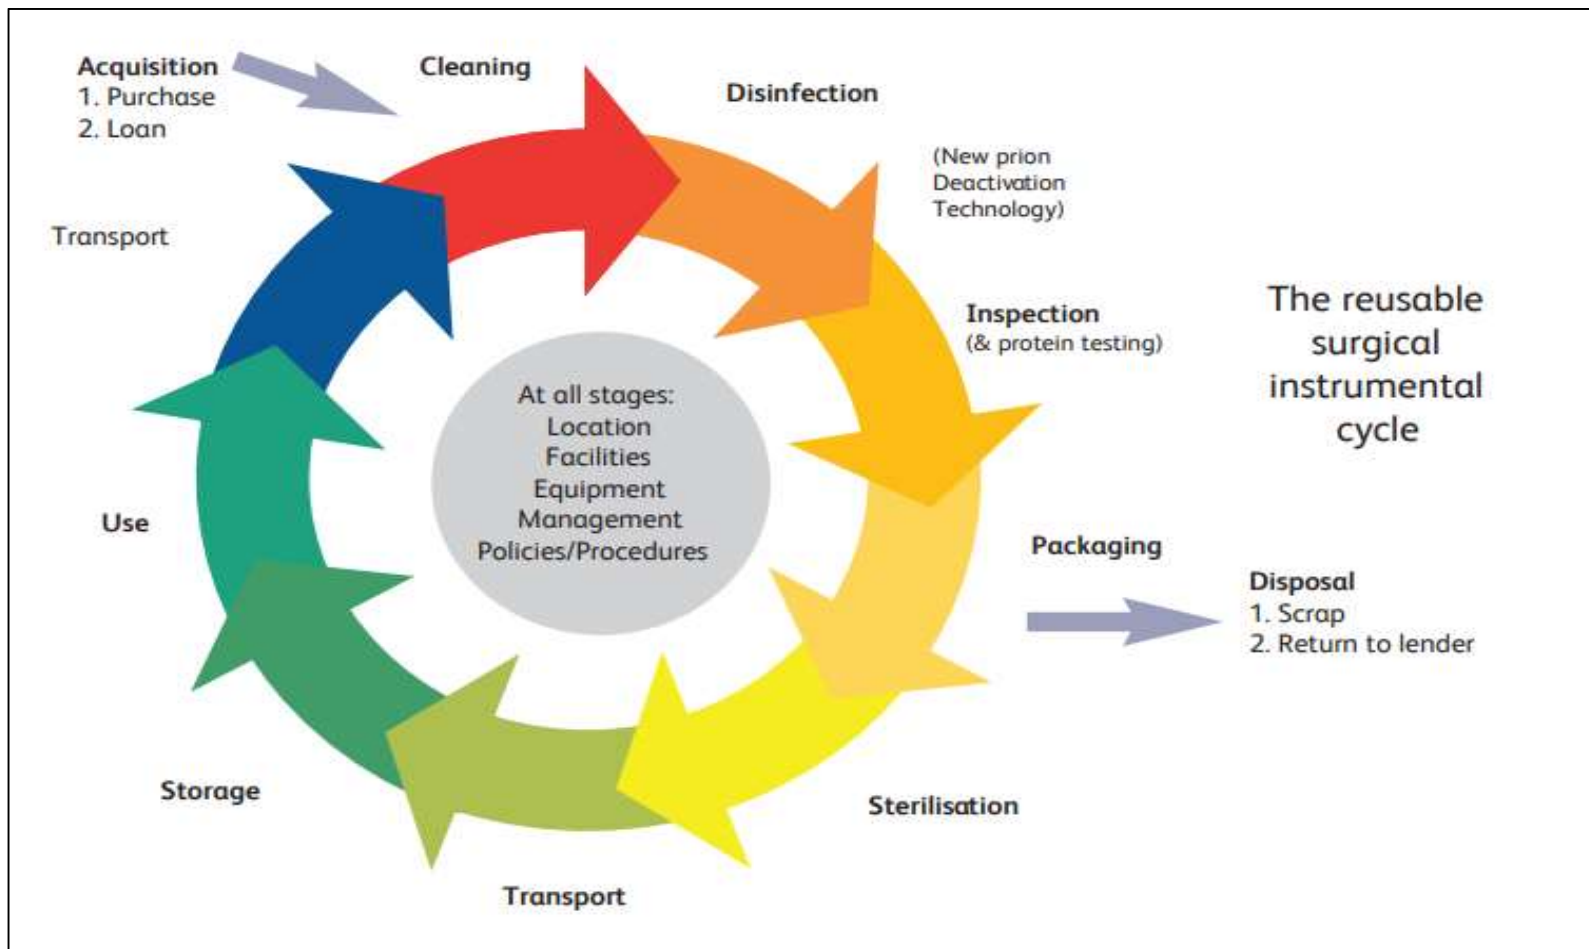 Acquisition
1. Purchase
2. Loan
Cleaning
Disinfection
(New prion
Deactivation
Technology)
Inspection
(& protein testing)
The reusable
surgical
instrumental
cycle
Packaging
Disposal
1. Scrap
2. Return to lender
Sterilisation
Transport
Storage
Use
Transport
At all stages:
Location
Facilities
Equipment
Management
Policies/Procedures